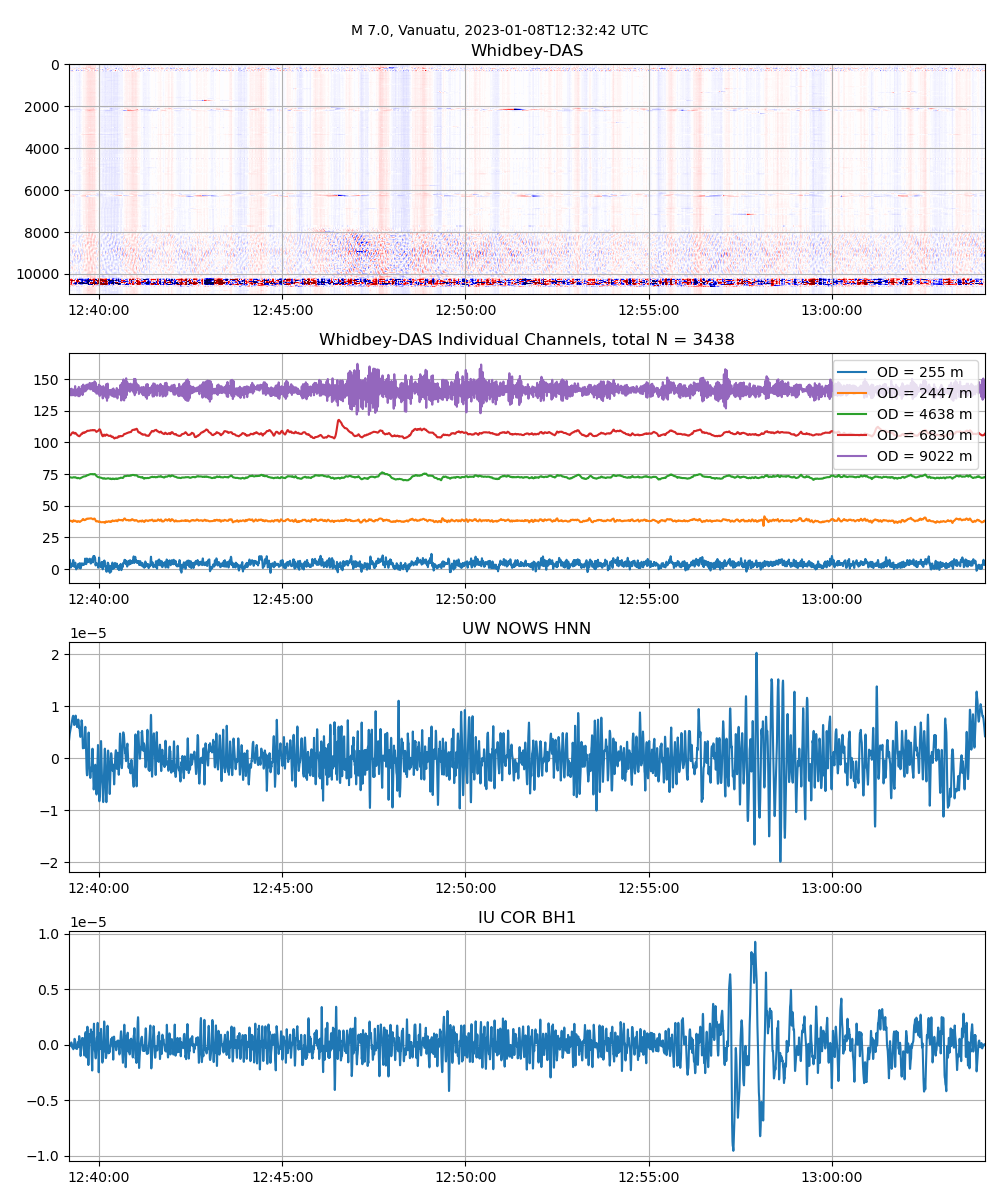 M 7.0, Vanuatu, 2023-01-08T12:32:42 UTC
Whidbey-DAS
0
2000
4000
6000
8000
10000
12:40:00 12:45:00 12:50:00 12:55:00 13:00:00
Whidbey-DAS Individual Channels, total N = 3438
150
125
100
75
50
25
0
OD = 255 m
OD = 2447 m
OD = 4638 m
OD = 6830 m
OD = 9022 m
12:40:00 12:45:00 12:50:00 12:55:00 13:00:00
UW NOWS HNN
1e−5
2
1
0
−1
−2
12:40:00 12:45:00 12:50:00 12:55:00 13:00:00
IU COR BH1
1e−5
1.0
0.5
0.0
−0.5
−1.0
12:40:00 12:45:00 12:50:00 12:55:00 13:00:00